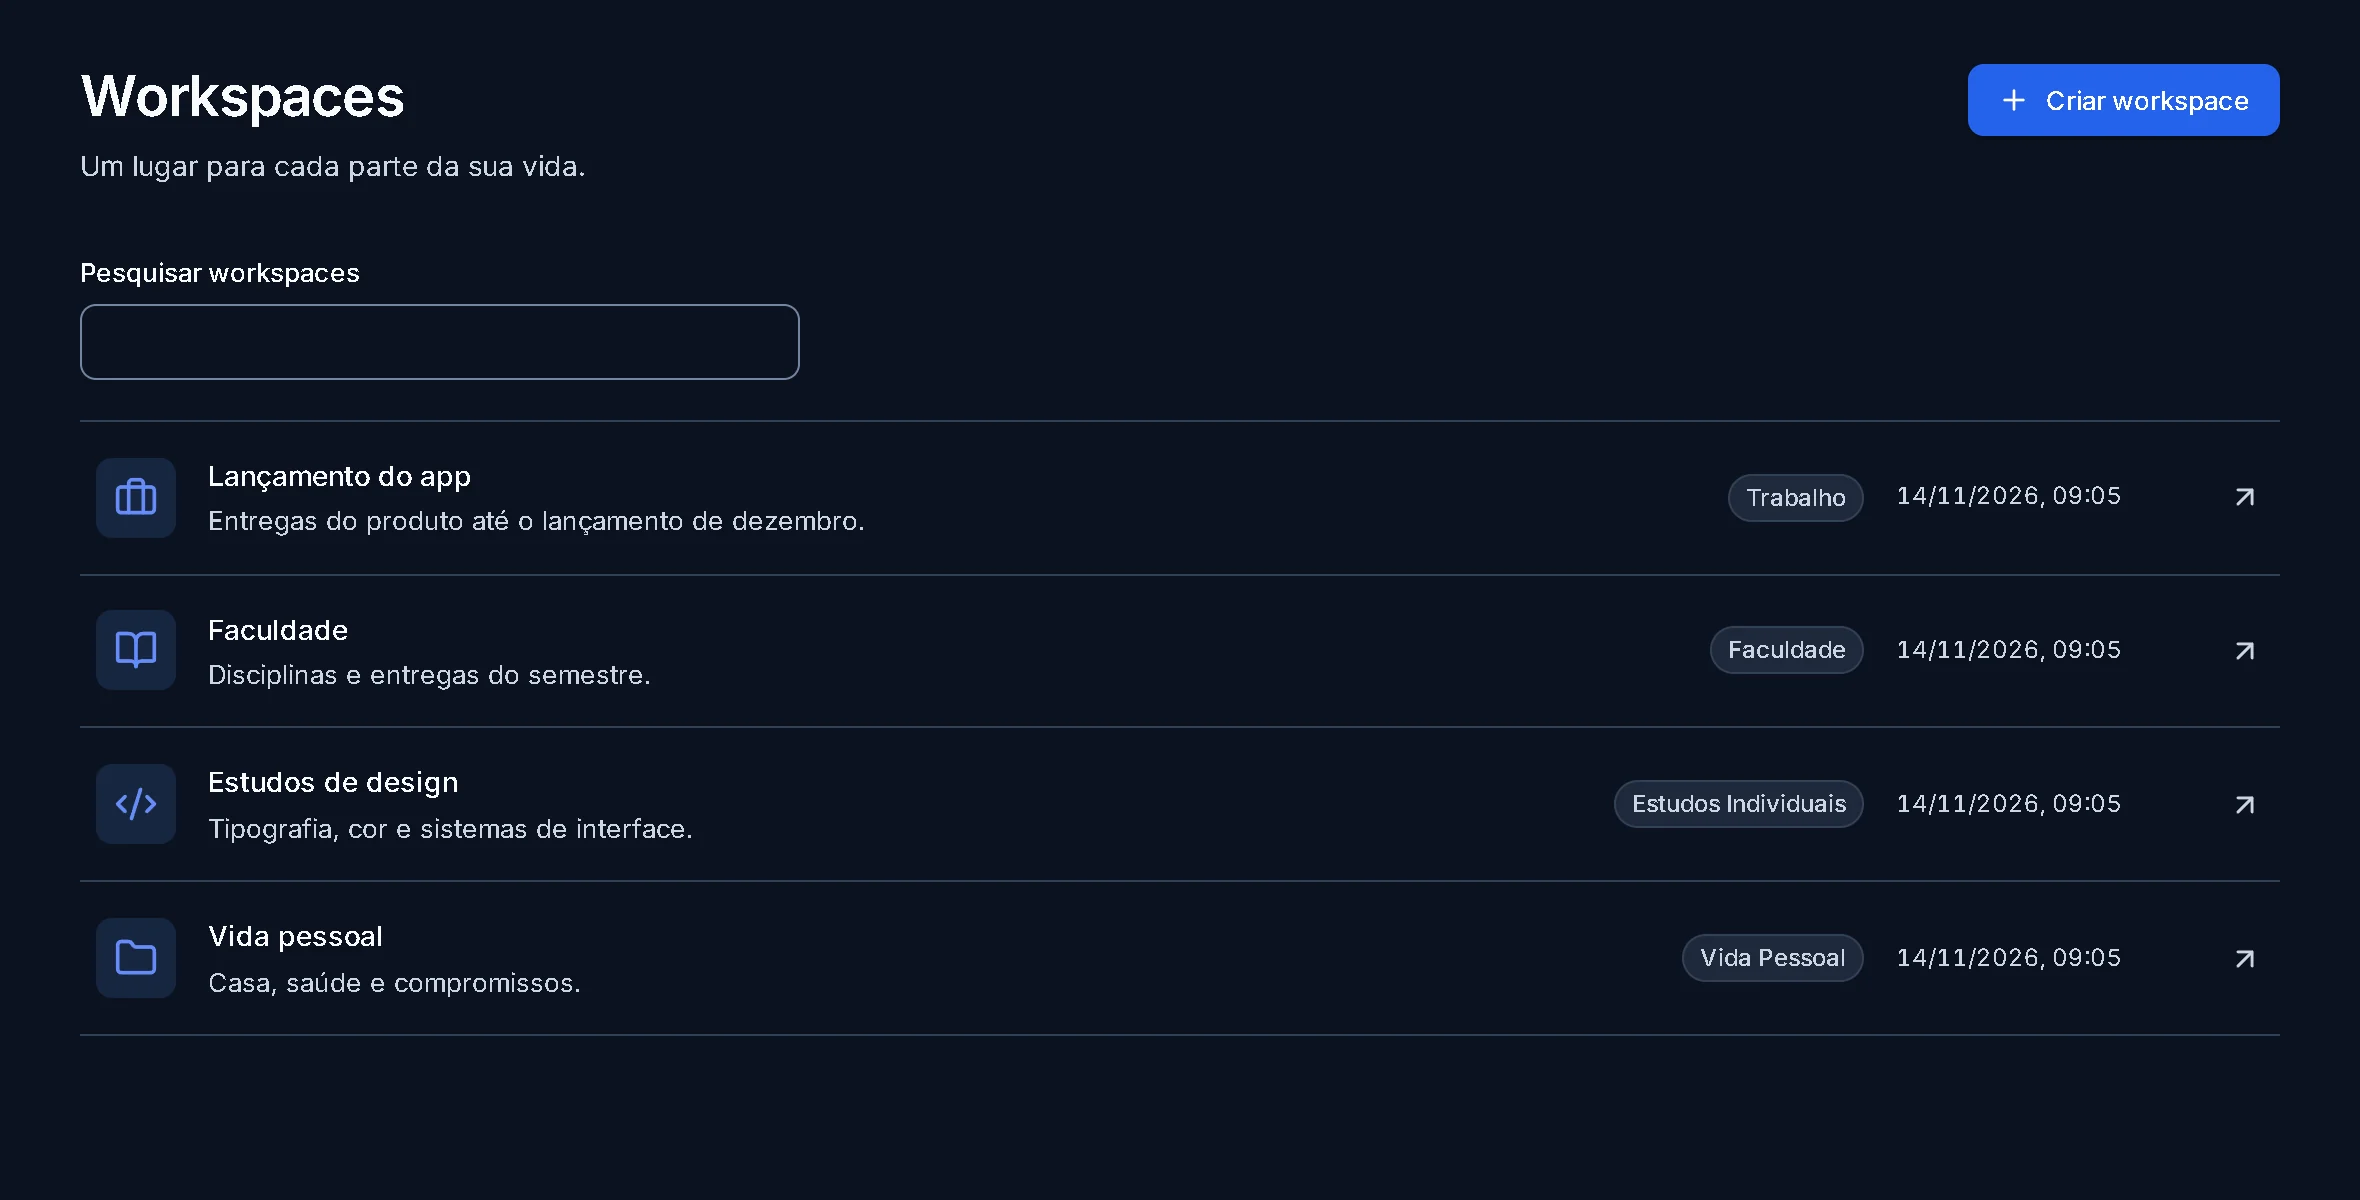 Workspaces
Criar workspace
Um lugar para cada parte da sua vida.
Pesquisar workspaces
Lançamento do app
Entregas do produto até o lançamento de dezembro.
Trabalho
14/11/2026, 09:05
Faculdade
Disciplinas e entregas do semestre.
Faculdade
14/11/2026, 09:05
Estudos de design
Tipografia, cor e sistemas de interface.
Estudos Individuais
14/11/2026, 09:05
Vida pessoal
Casa, saúde e compromissos.
Vida Pessoal
14/11/2026, 09:05